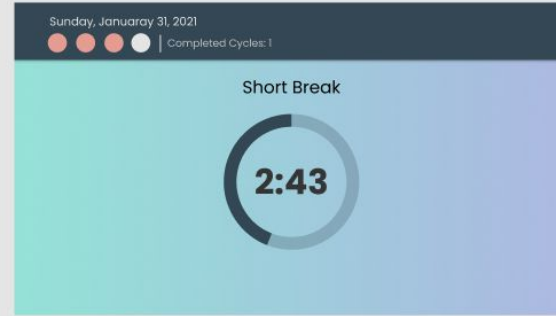 Sunday, Januaray 31, 2021
Completed Cycles: 1
Short Break
2:43